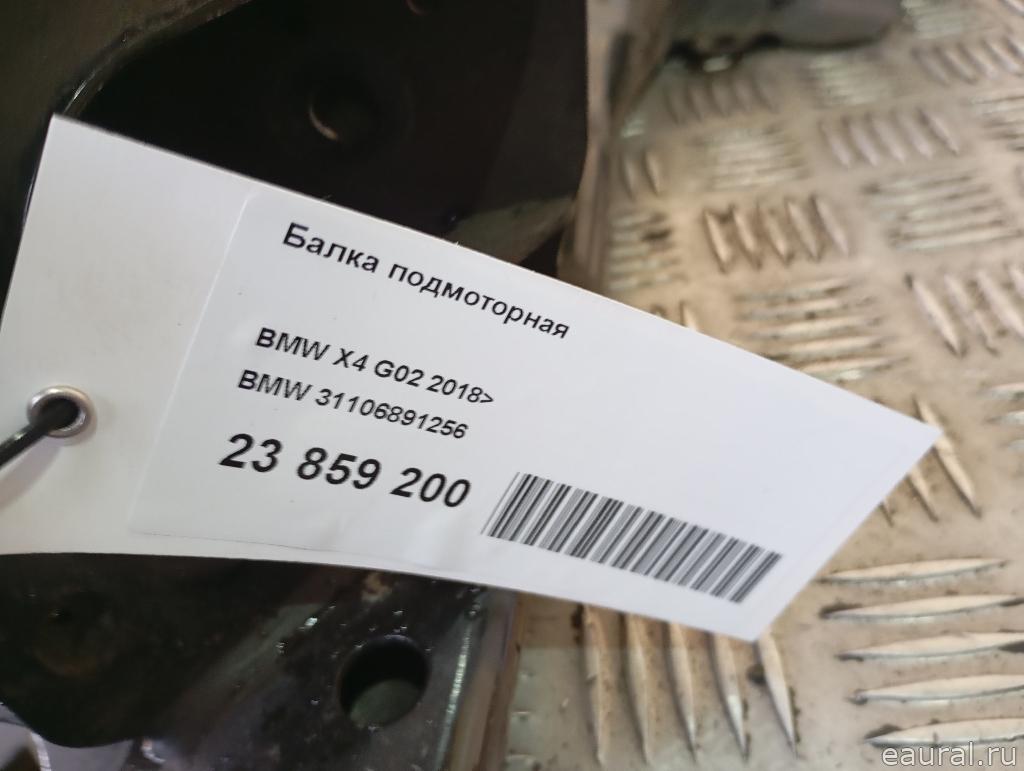 Балка подмоторная
BMW X4 G02 2018>
BMW 31106891256
23 859 200
eaural.ru